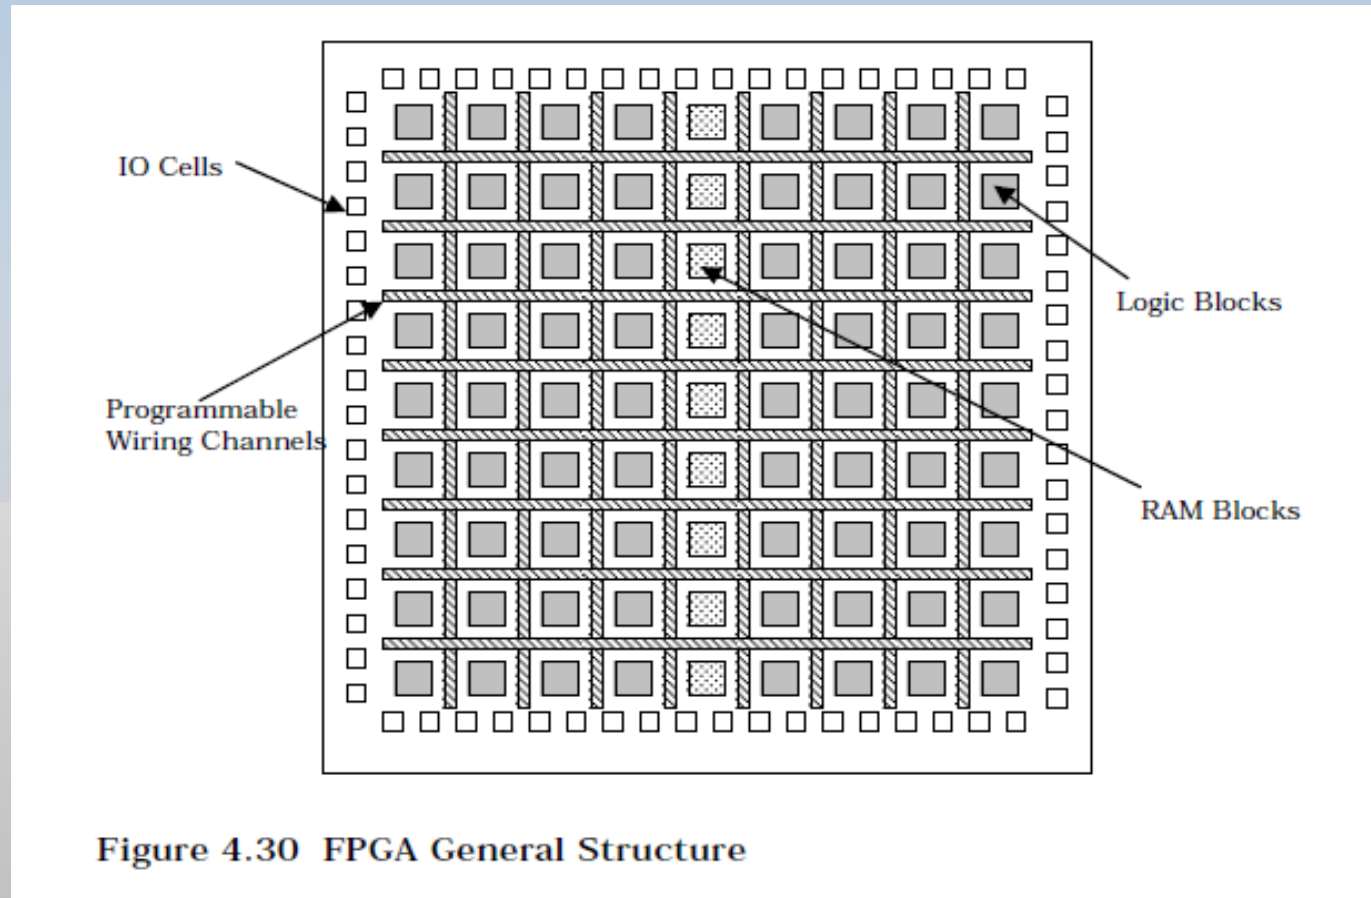 IO Cells
Logic Blocks
Programmable
Wiring Channels
RAM Blocks
Figure 4.30 FPGA General Structure